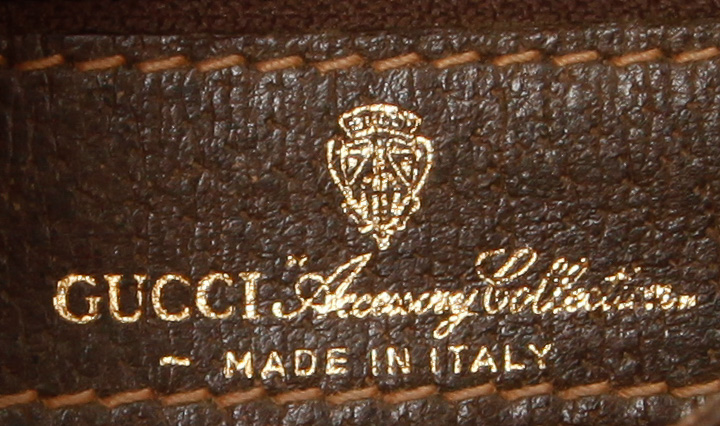 GUCCI "Accessory Collection"
- MADE IN ITALY